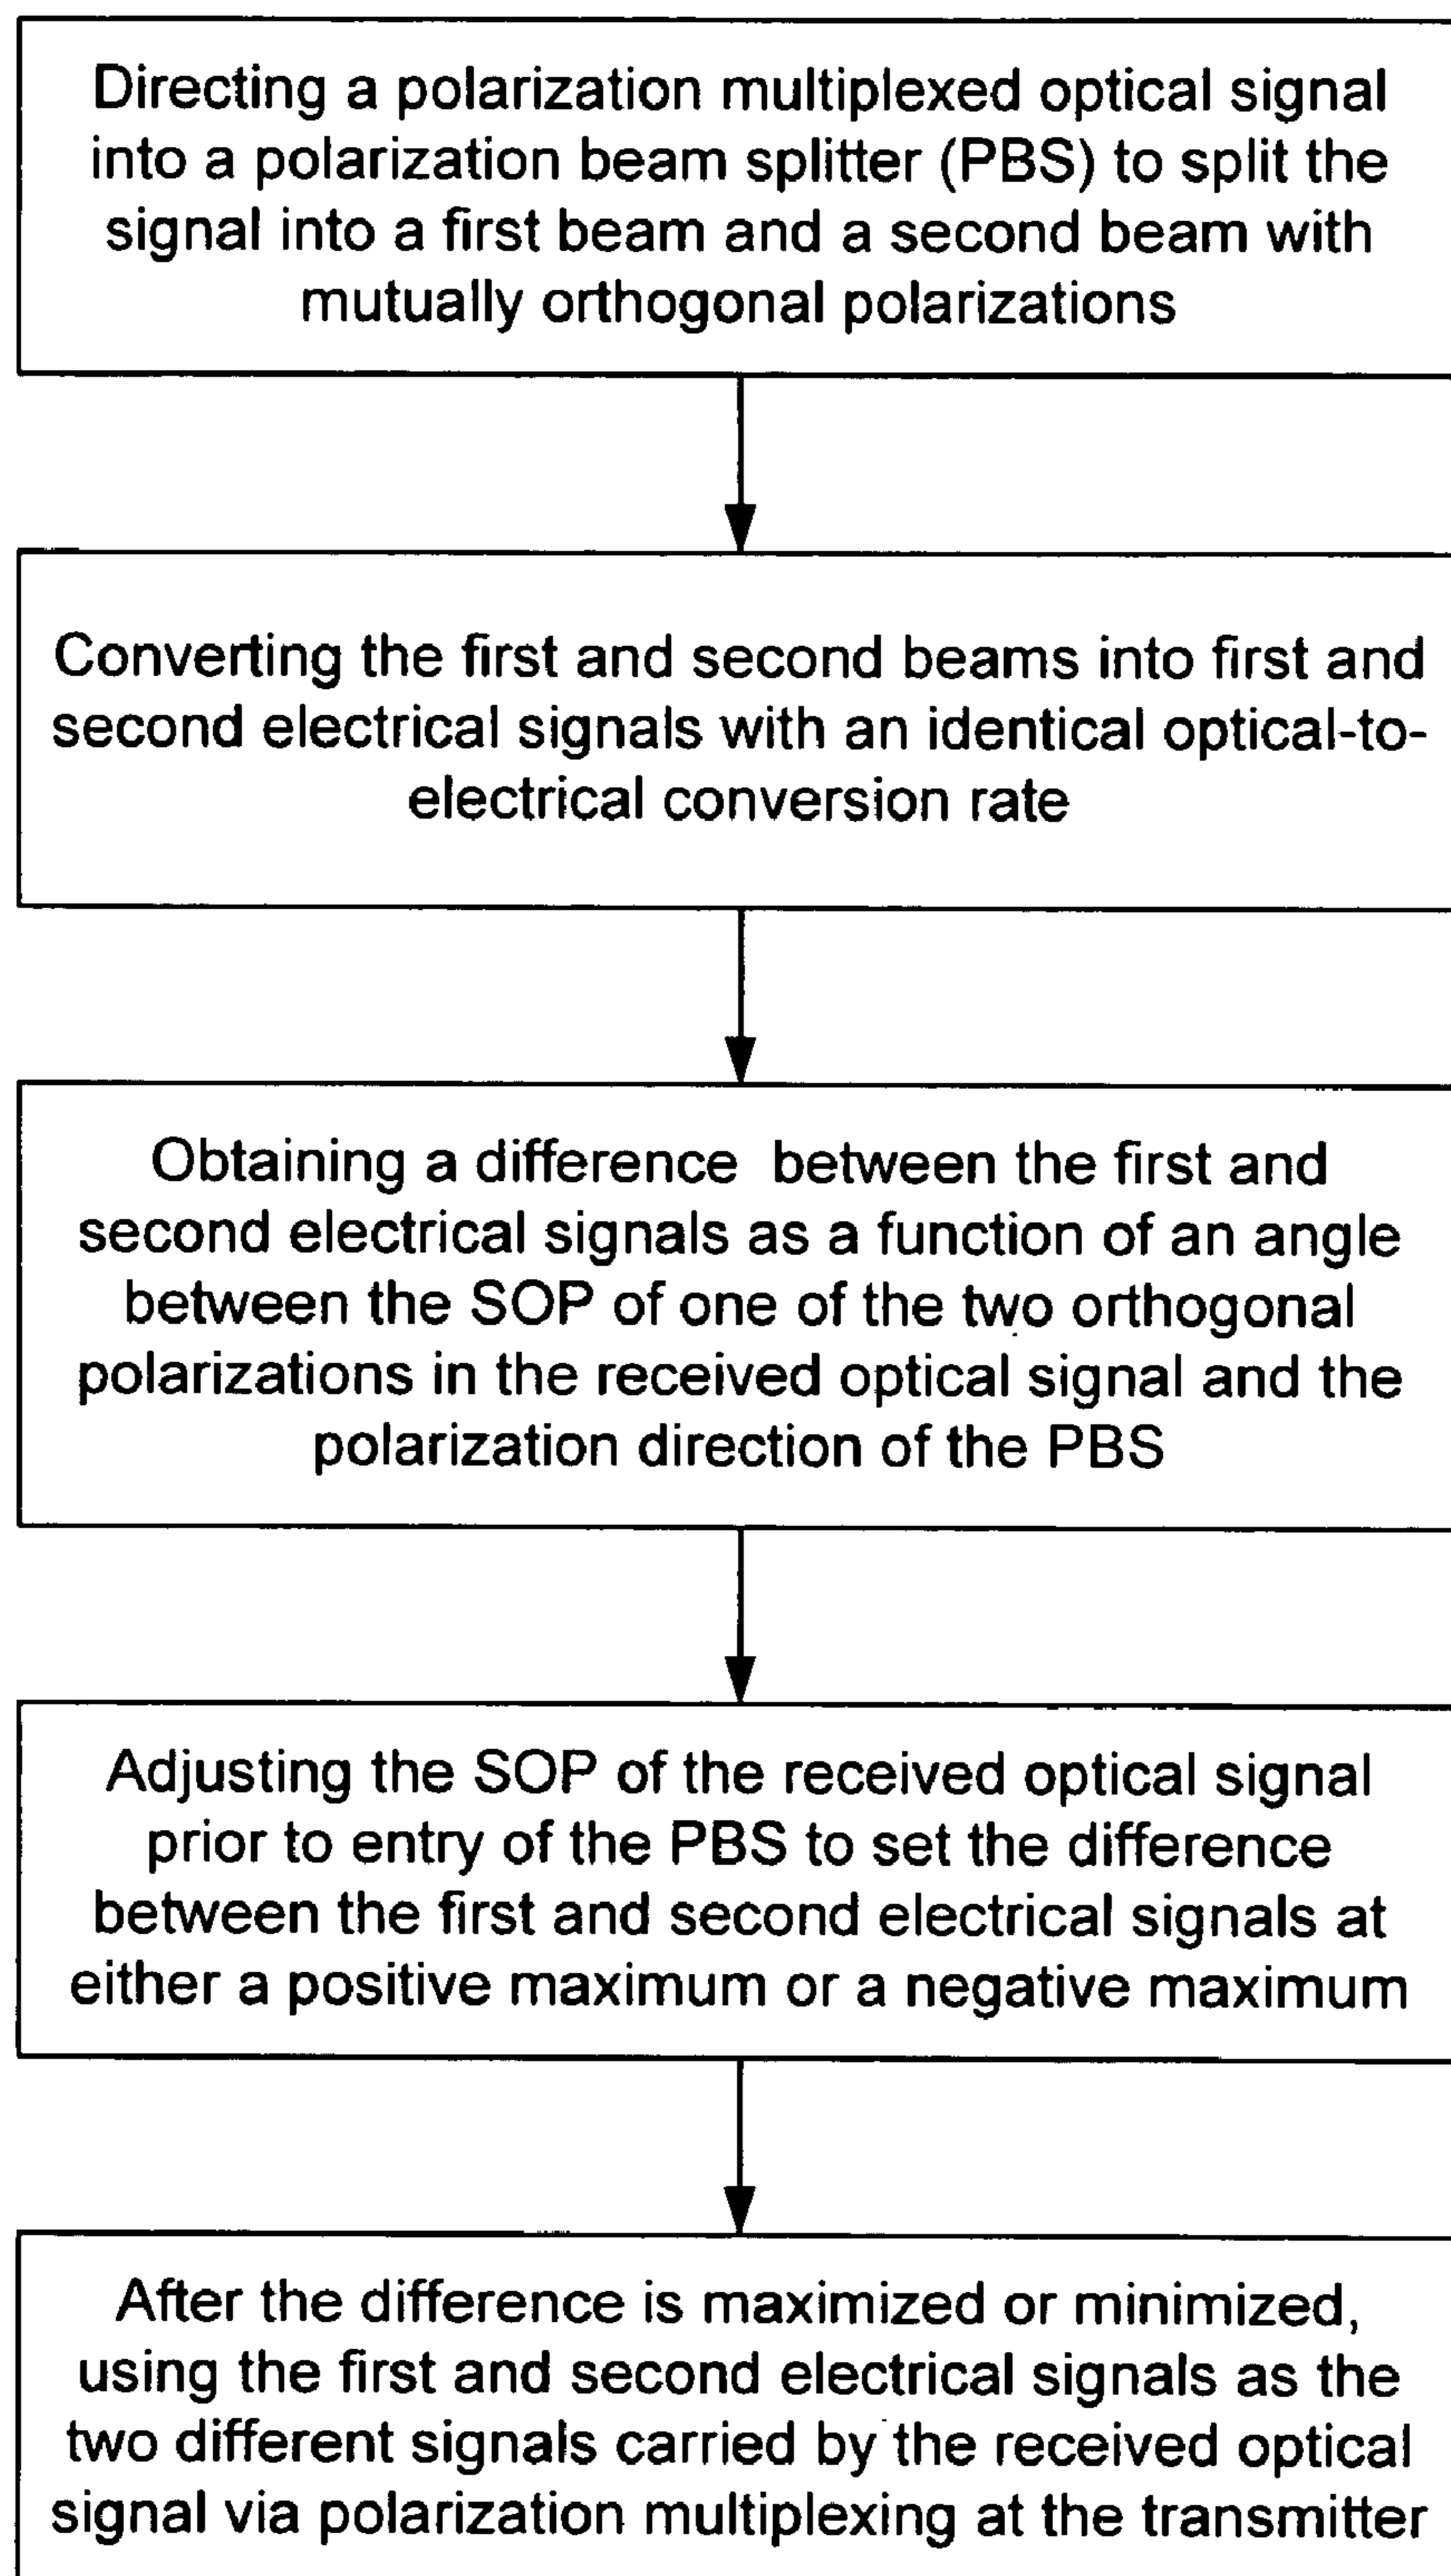 Directing a polarization multiplexed optical signal
into a polarization beam splitter (PBS) to split the
signal into a first beam and a second beam with
mutually orthogonal polarizations
Converting the first and second beams into first and
second electrical signals with an identical optical-to-
electrical conversion rate
Obtaining a difference between the first and
second electrical signals as a function of an angle
between the SOP of one of the two orthogonal
polarizations in the received optical signal and the
polarization direction of the PBS
Adjusting the SOP of the received optical signal
prior to entry of the PBS to set the difference
between the first and second electrical signals at
either a positive maximum or a negative maximum
After the difference is maximized or minimized,
using the first and second electrical signals as the
two different signals carried by the received optical
signal via polarization multiplexing at the transmitter